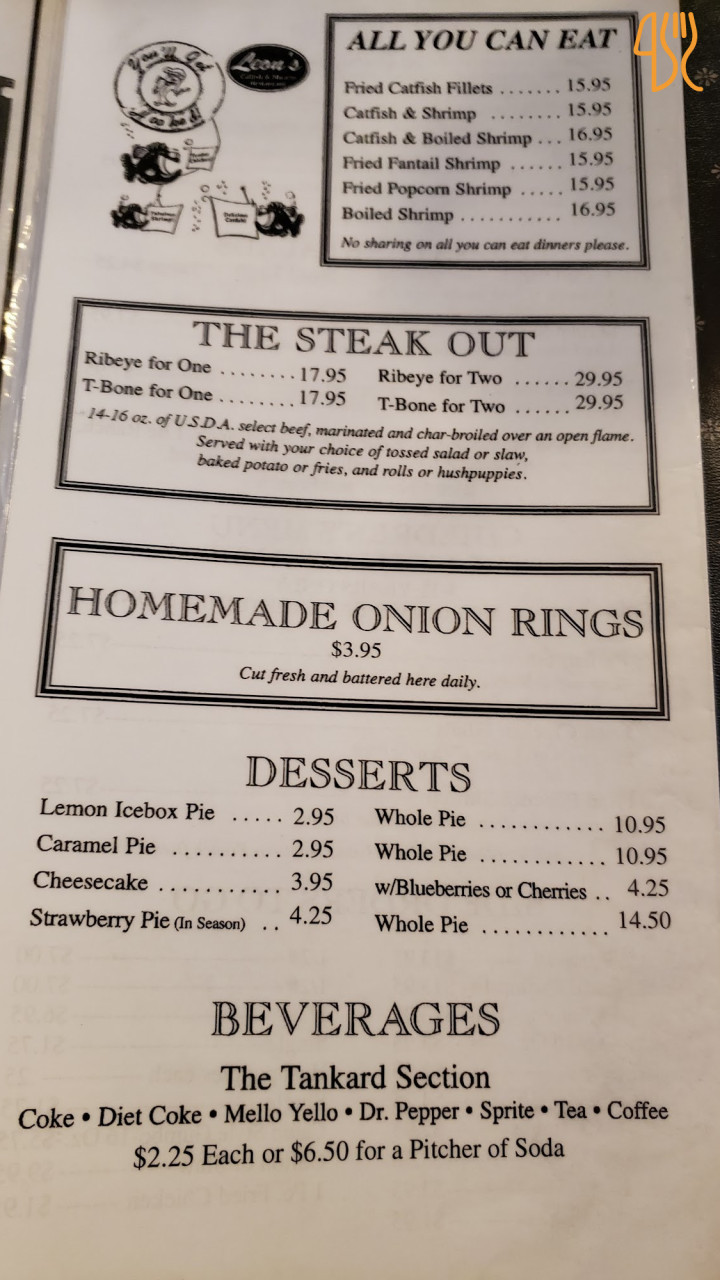 You'll Get
Hooked!
Leon's
ALL YOU CAN EAT
Fried Catfish Fillets ....... 15.95
Catfish & Shrimp ......... 15.95
Catfish & Boiled Shrimp ... 16.95
Fried Fantail Shrimp ...... 15.95
Fried Popcorn Shrimp ..... 15.95
Boiled Shrimp ........... 16.95
No sharing on all you can eat dinners please.
THE STEAK OUT
Ribeye for One ........ 17.95 Ribeye for Two ...... 29.95
T-Bone for One ........ 17.95 T-Bone for Two ...... 29.95
14-16 oz. of U.S.D.A. select beef, marinated and char-broiled over an open flame.
Served with your choice of tossed salad or slaw,
baked potato or fries, and rolls or hushpuppies.
HOMEMADE ONION RINGS
$3.95
Cut fresh and battered here daily.
DESSERTS
Lemon Icebox Pie ..... 2.95 Whole Pie ............ 10.95
Caramel Pie .......... 2.95 Whole Pie ............ 10.95
Cheesecake ........... 3.95 w/Blueberries or Cherries .. 4.25
Strawberry Pie (In Season) .. 4.25 Whole Pie ............ 14.50
BEVERAGES
The Tankard Section
Coke • Diet Coke • Mello Yello • Dr. Pepper • Sprite • Tea • Coffee
$2.25 Each or $6.50 for a Pitcher of Soda